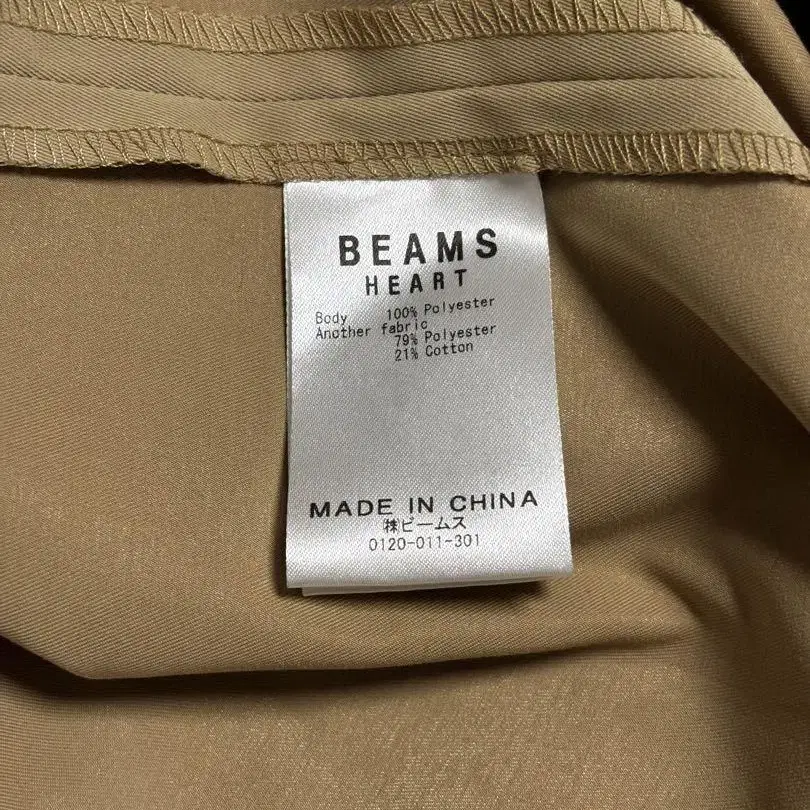 BEAMS
HEART
Body 100% Polyester
Another fabric
79% Polyester
21% Cotton
MADE IN CHINA
㈱ビームス
0120-011-301